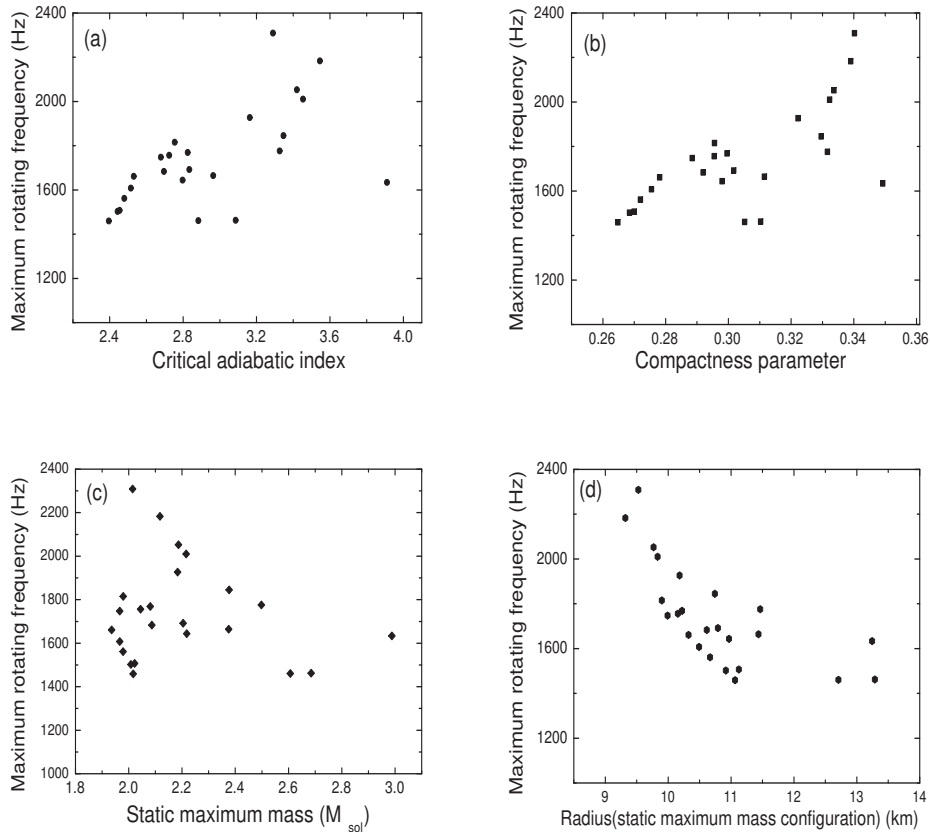 2400
2000
1600
1200
2.4 2.8 3.2 3.6 4.0
(a)
Maximum rotating frequency (Hz)
Critical adiabatic index
2400
2000
1600
1200
0.26 0.28 0.30 0.32 0.34 0.36
(b)
Maximum rotating frequency (Hz)
Compactness parameter
2400
2200
2000
1800
1600
1400
1200
1000
1.8 2.0 2.2 2.4 2.6 2.8 3.0
(c)
Maximum rotating frequency (Hz)
Static maximum mass (M sol)
2400
2000
1600
1200
9 10 11 12 13 14
(d)
Maximum rotating frequency (Hz)
Radius(static maximum mass configuration) (km)